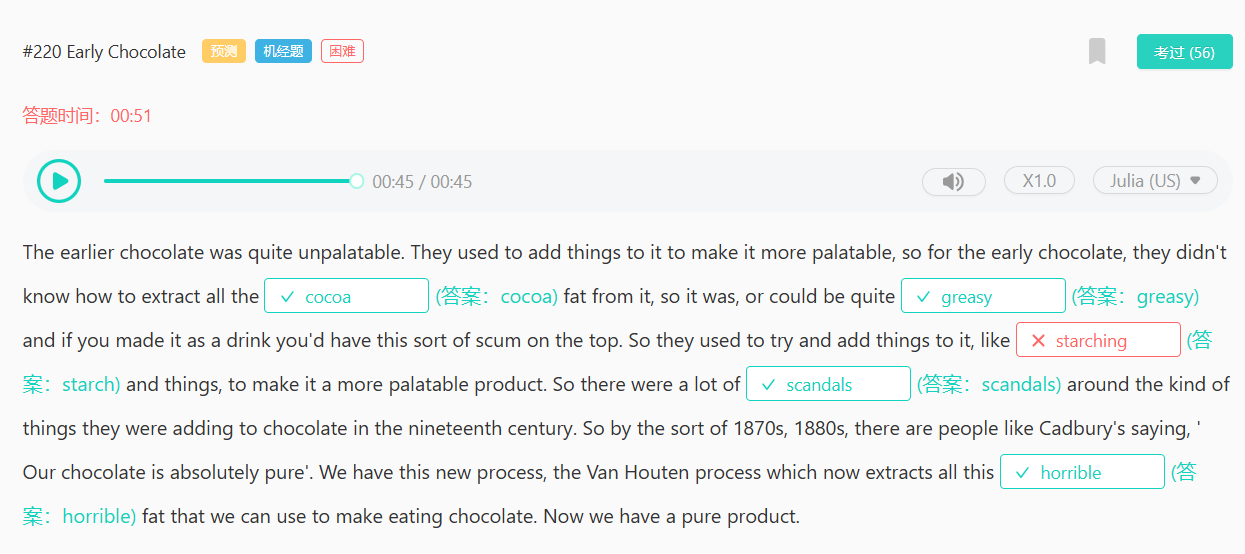 #220 Early Chocolate 预测 机经题 困难 考过 (56)
答题时间：00:51
00:45 / 00:45 X1.0 Julia (US)
The earlier chocolate was quite unpalatable. They used to add things to it to make it more palatable, so for the early chocolate, they didn't
know how to extract all the cocoa (答案：cocoa) fat from it, so it was, or could be quite greasy (答案：greasy)
and if you made it as a drink you'd have this sort of scum on the top. So they used to try and add things to it, like starching (答
案：starch) and things, to make it a more palatable product. So there were a lot of scandals (答案：scandals) around the kind of
things they were adding to chocolate in the nineteenth century. So by the sort of 1870s, 1880s, there are people like Cadbury's saying, '
Our chocolate is absolutely pure'. We have this new process, the Van Houten process which now extracts all this horrible (答
案：horrible) fat that we can use to make eating chocolate. Now we have a pure product.